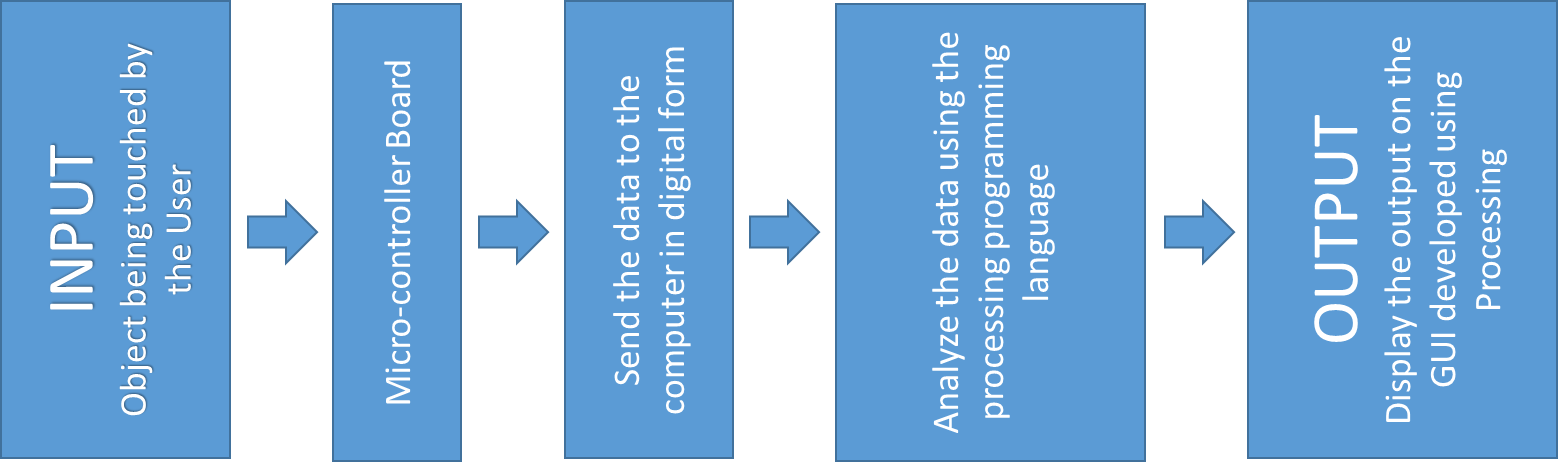 INPUT
Object being touched by
the User
Micro-controller Board
Send the data to the
computer in digital form
Analyze the data using the
processing programming
language
OUTPUT
Display the output on the
GUI developed using
Processing